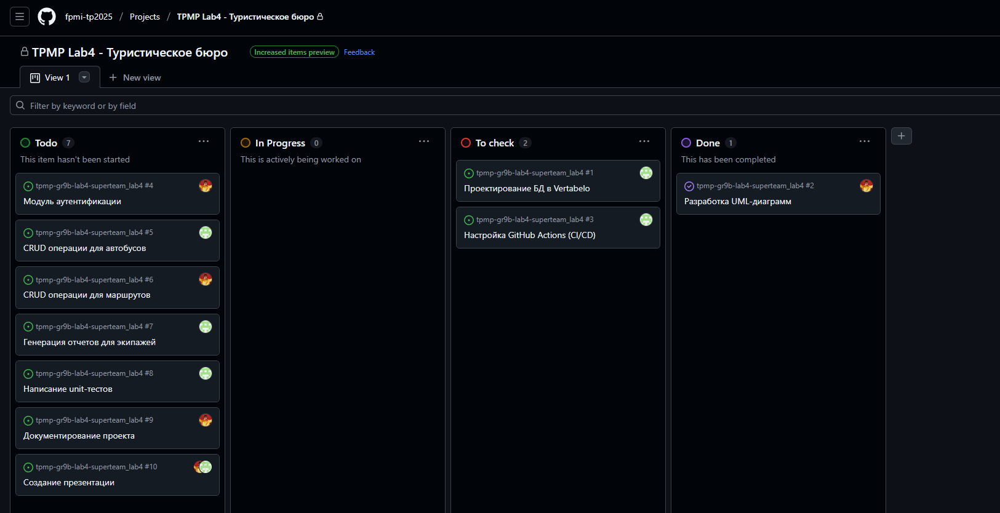 fpmi-tp2025 / Projects / TPMP Lab4 - Туристическое бюро
TPMP Lab4 - Туристическое бюро Increased items preview Feedback
View 1 New view
Filter by keyword or by field
Todo 7
This item hasn't been started
tpmp-gr9b-lab4-superteam_lab4 #4
Модуль аутентификации
tpmp-gr9b-lab4-superteam_lab4 #5
CRUD операции для автобусов
tpmp-gr9b-lab4-superteam_lab4 #6
CRUD операции для маршрутов
tpmp-gr9b-lab4-superteam_lab4 #7
Генерация отчетов для экипажей
tpmp-gr9b-lab4-superteam_lab4 #8
Написание unit-тестов
tpmp-gr9b-lab4-superteam_lab4 #9
Документирование проекта
tpmp-gr9b-lab4-superteam_lab4 #10
Создание презентации
In Progress 0
This is actively being worked on
To check 2
tpmp-gr9b-lab4-superteam_lab4 #1
Проектирование БД в Vertabelo
tpmp-gr9b-lab4-superteam_lab4 #3
Настройка GitHub Actions (CI/CD)
Done 1
This has been completed
tpmp-gr9b-lab4-superteam_lab4 #2
Разработка UML-диаграмм